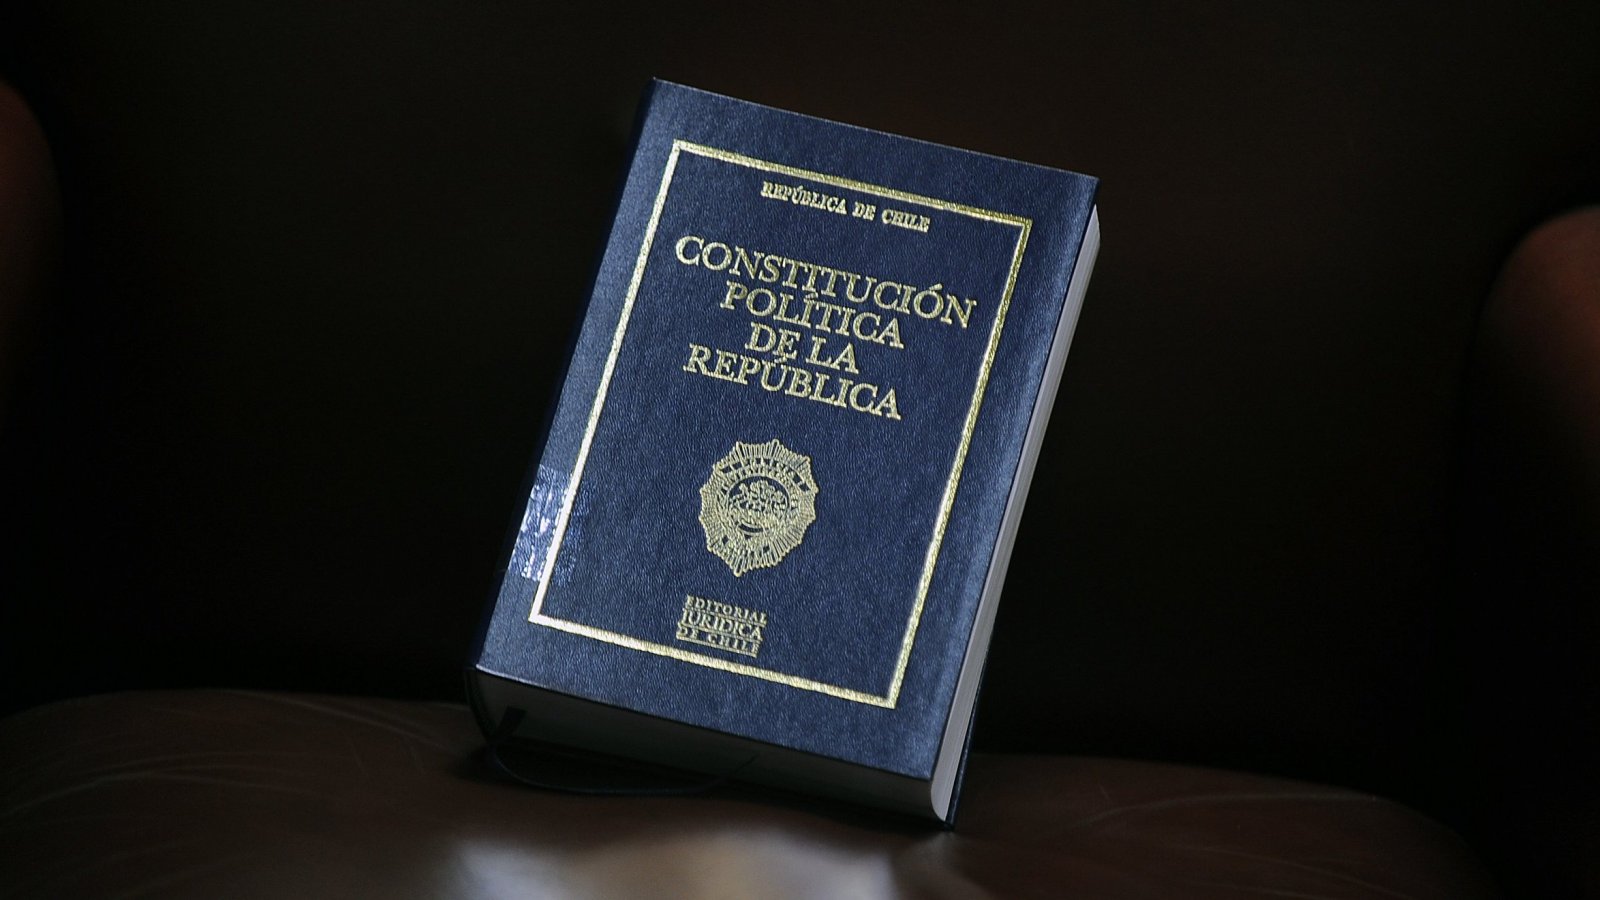 REPÚBLICA DE CHILE
CONSTITUCIÓN
POLÍTICA
DE LA
REPÚBLICA
EDITORIAL
JURÍDICA
DE CHILE